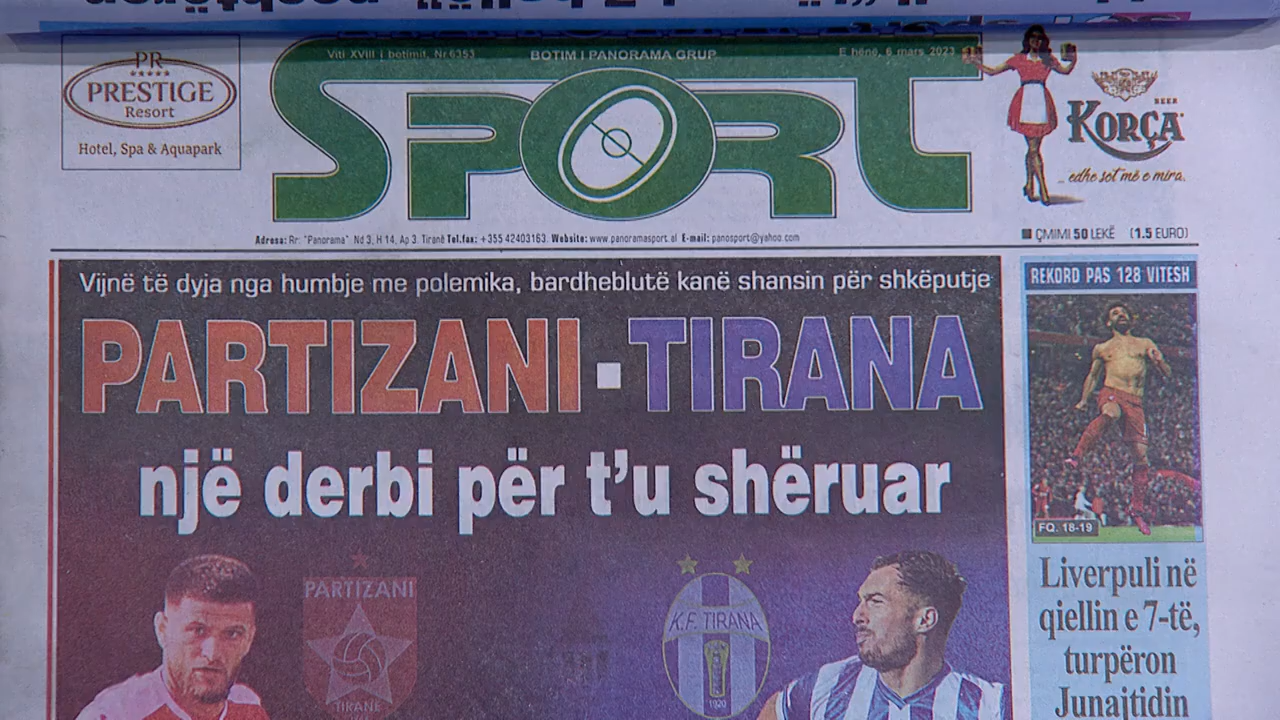 PR
PRESTIGE
Resort
Hotel, Spa & Aquapark
Viti XVIII i botimit. Nr 6353
BOTIM I PANORAMA GRUP
E hënë, 6 mars 2023
SPORT
BEER
KORÇA
... edhe sot më e mira.
Adresa: Rr: "Panorama" Nd 3, H 14, Ap 3. Tiranë Tel.fax: +355 42403163. Website: www.panoramasport.al E-mail: panosport@yahoo.com
ÇMIMI 50 LEKË (1.5 EURO)
Vijnë të dyja nga humbje me polemika, bardheblutë kanë shansin për shkëputje
PARTIZANI - TIRANA
një derbi për t'u shëruar
PARTIZANI
TIRANE
K.F. TIRANA
1920
REKORD PAS 128 VITESH
FQ. 18-19
Liverpuli në
qiellin e 7-të,
turpëron
Junajtidin